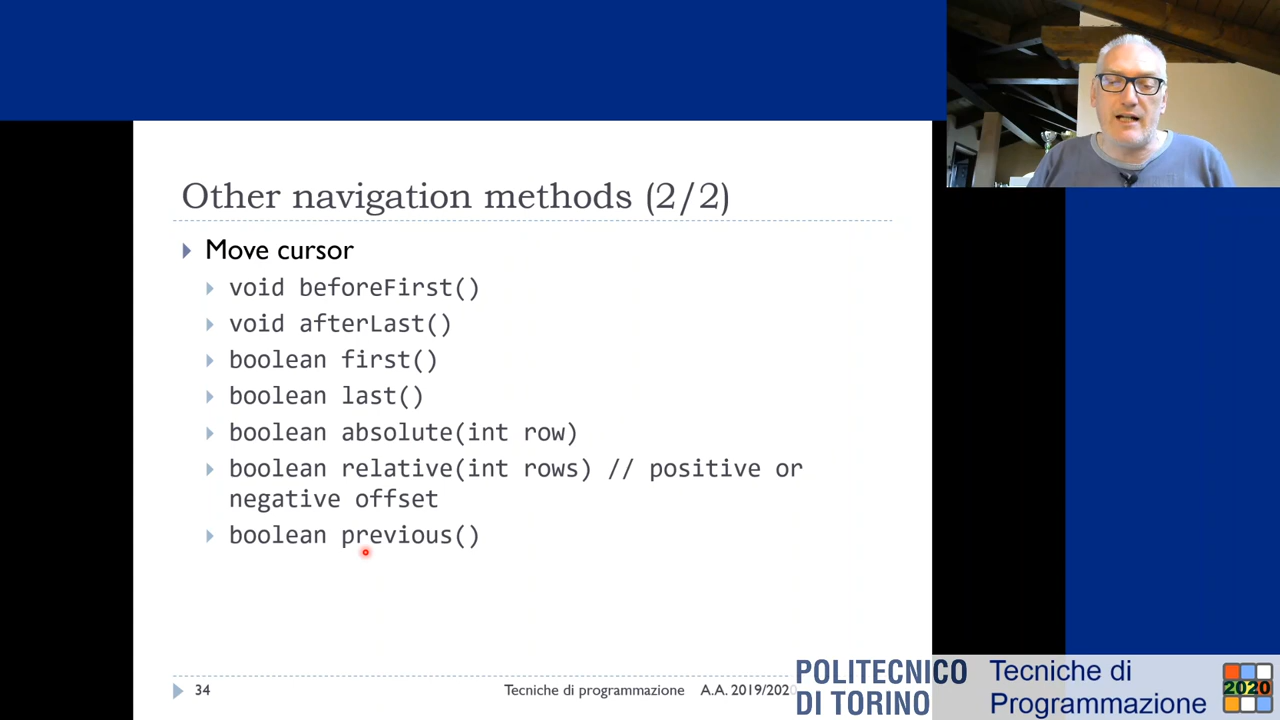 Other navigation methods (2/2)
Move cursor
void beforeFirst()
void afterLast()
boolean first()
boolean last()
boolean absolute(int row)
boolean relative(int rows) // positive or
negative offset
boolean previous()
34
Tecniche di programmazione A.A. 2019/2020
POLITECNICO
DI TORINO
Tecniche di
Programmazione
2020